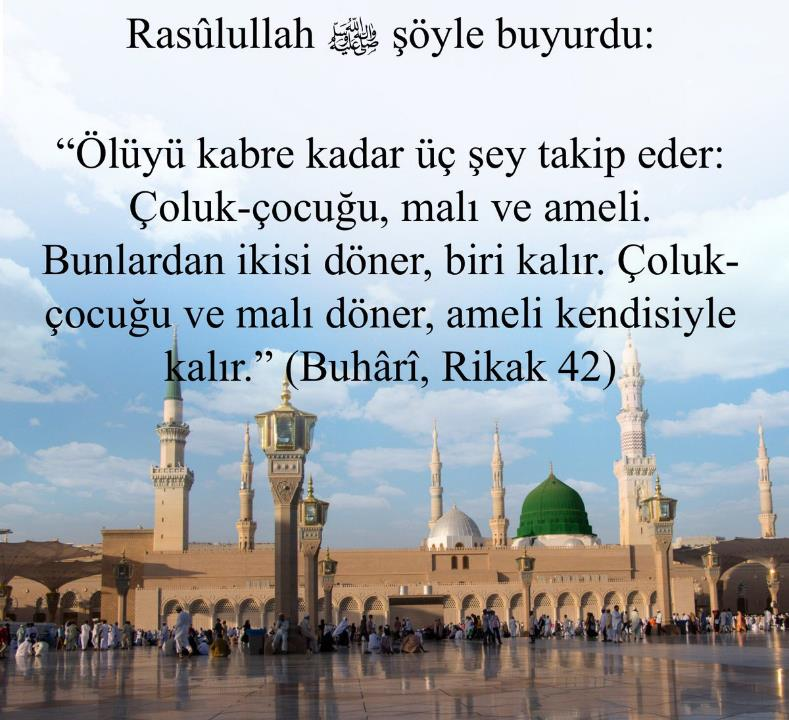 Rasûlullah ﷺ şöyle buyurdu:
“Ölüyü kabre kadar üç şey takip eder:
Çoluk-çocuğu, malı ve ameli.
Bunlardan ikisi döner, biri kalır. Çoluk-
çocuğu ve malı döner, ameli kendisiyle
kalır.” (Buhârî, Rikak 42)